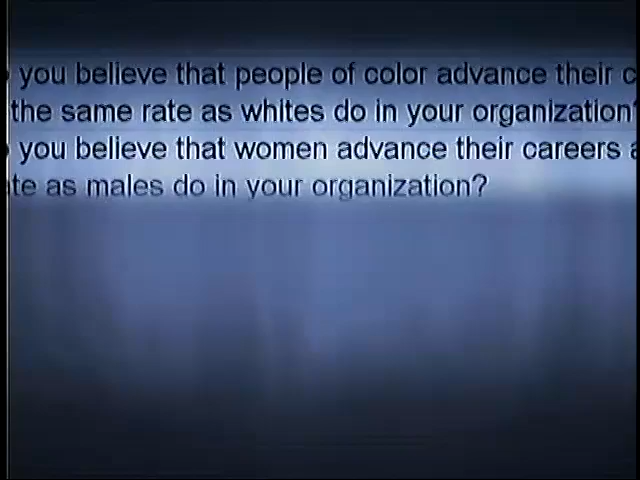 you believe that people of color advance their
the same rate as whites do in your organization
you believe that women advance their careers
as males do in your organization?